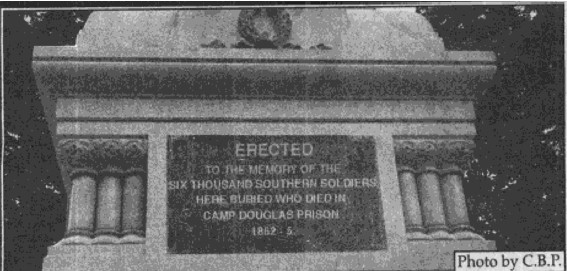 ERECTED
TO THE MEMORY OF THE
SIX THOUSAND SOUTHERN SOLDIERS
HERE BURIED WHO DIED IN
CAMP DOUGLAS PRISON
1862 - 5.
Photo by C.B.P.